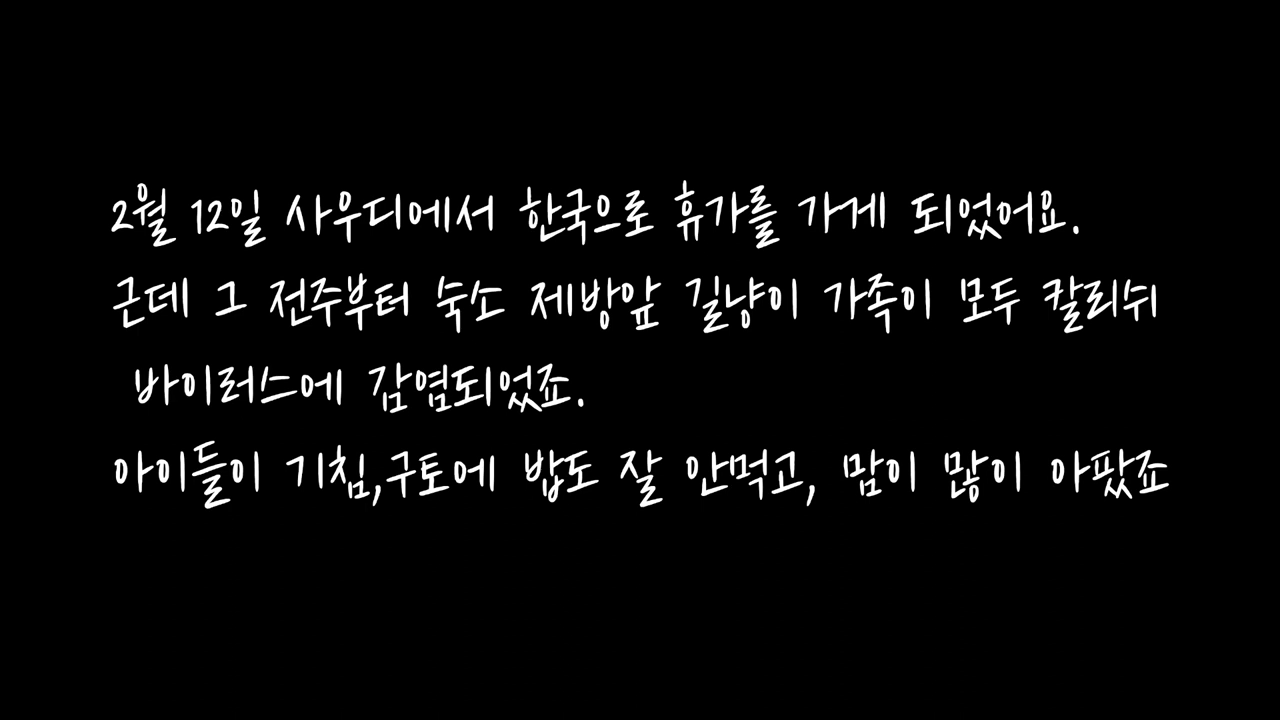 2월 12일 사우디에서 한국으로 휴가를 가게 되었어요.
근데 그 전주부터 숙소 제방앞 길냥이 가족이 모두 칼리쉬
바이러스에 감염되었죠.
아이들이 기침,구토에 밥도 잘 안먹고, 맘이 많이 아팠죠